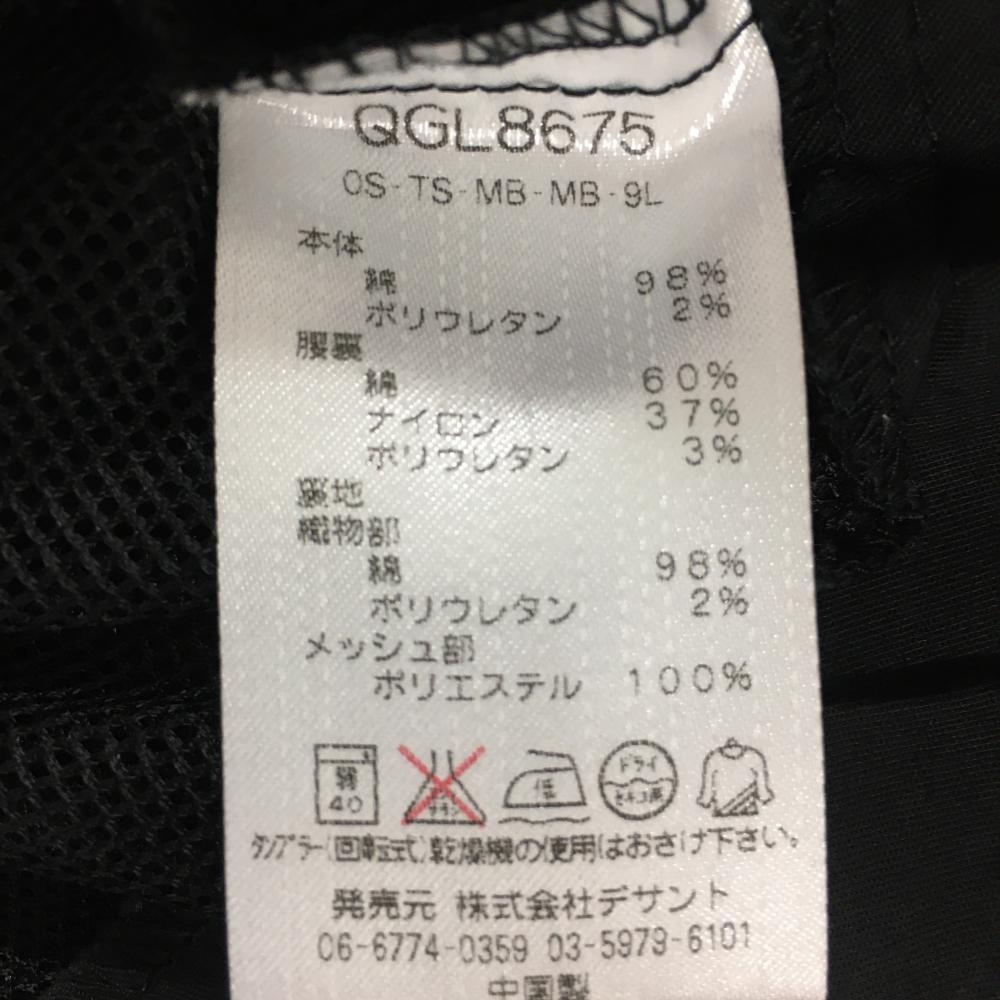 QGL8675
OS-TS-MB-MB-9L
本体
綿 98%
ポリウレタン 2%
腰裏
綿 60%
ナイロン 37%
ポリウレタン 3%
裏地
織物部
綿 98%
ポリウレタン 2%
メッシュ部
ポリエステル 100%
弱 40
低
ドライ
セキユ系
タンブラー(回転式)乾燥機の使用はおさけ下さい。
発売元 株式会社デサント
06-6774-0359 03-5979-6101
中国製